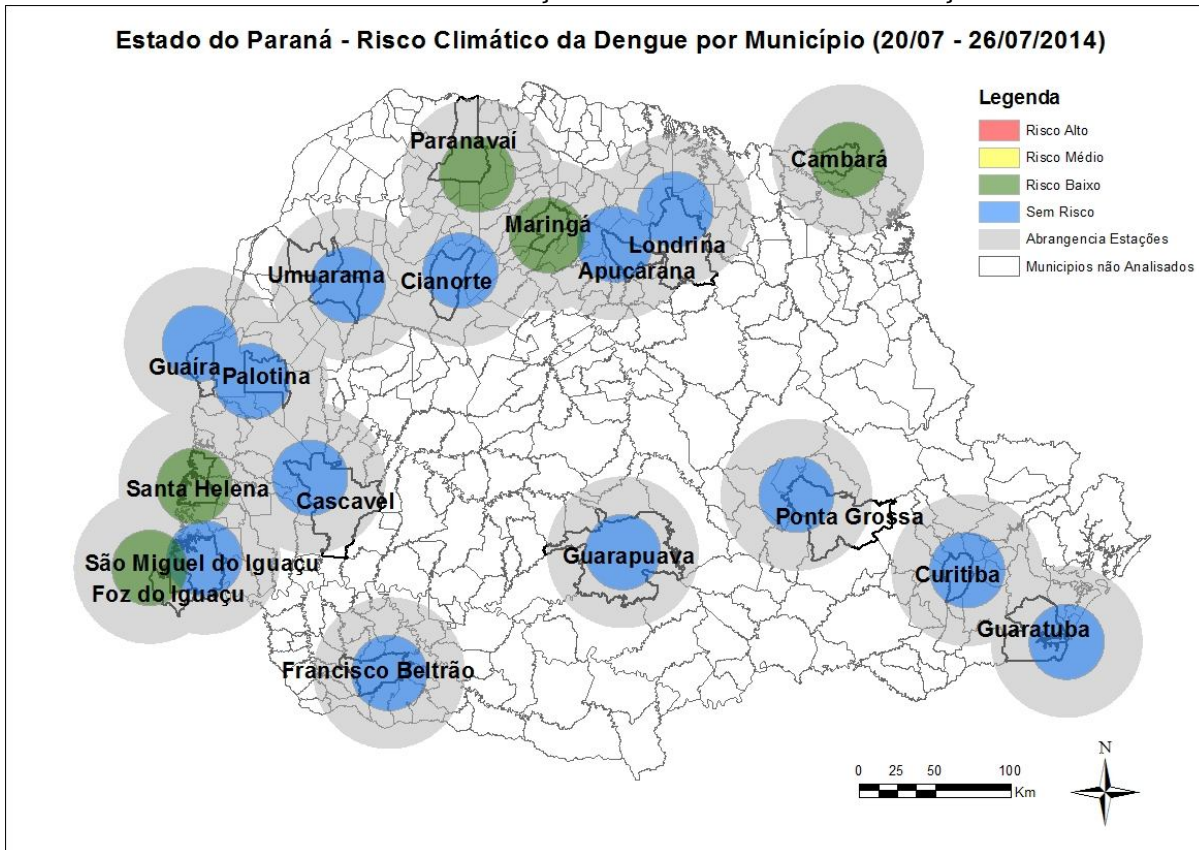 Estado do Paraná - Risco Climático da Dengue por Município (20/07 - 26/07/2014)
Legenda
Risco Alto
Risco Médio
Risco Baixo
Sem Risco
Abrangencia Estações
Municipios não Analisados
Paranavaí
Cambará
Maringá
Londrina
Apucarana
Umuarama
Cianorte
Guaíra
Palotina
Santa Helena
Cascavel
Ponta Grossa
São Miguel do Iguaçu
Foz do Iguaçu
Guarapuava
Curitiba
Guaratuba
Francisco Beltrão
N
0 25 50 100
Km